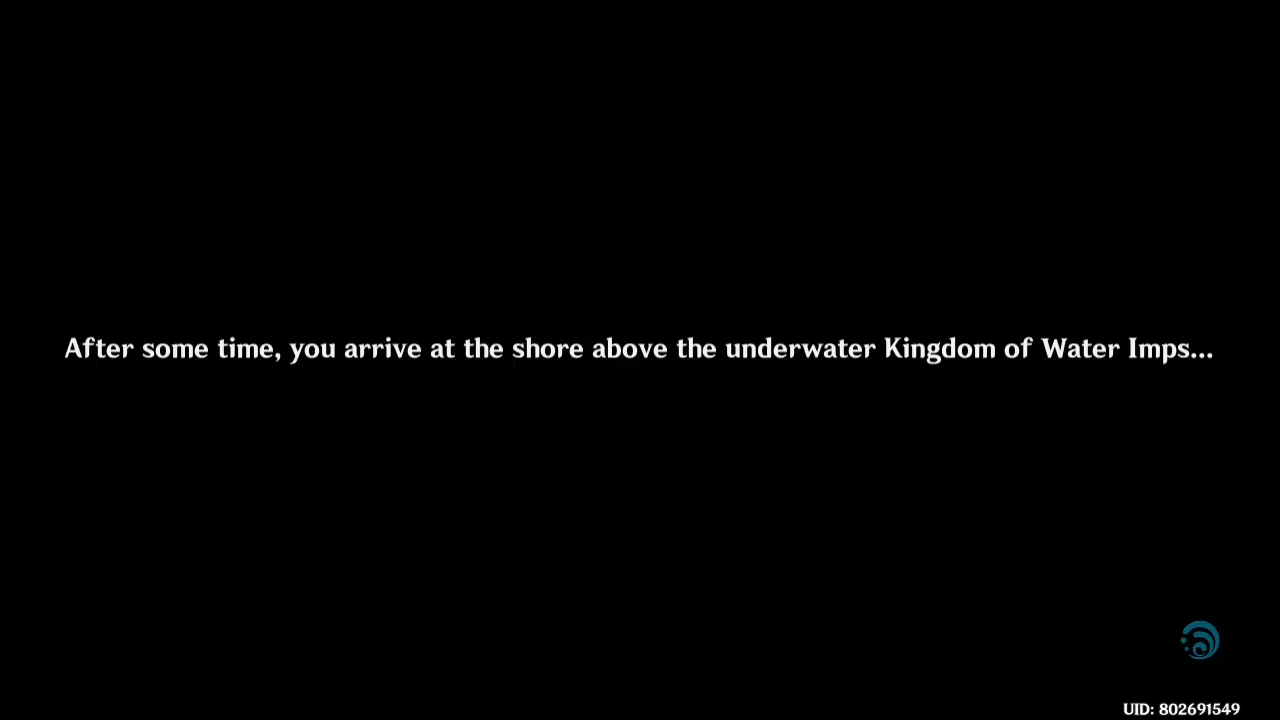 After some time, you arrive at the shore above the underwater Kingdom of Water Imps...
UID: 802691549